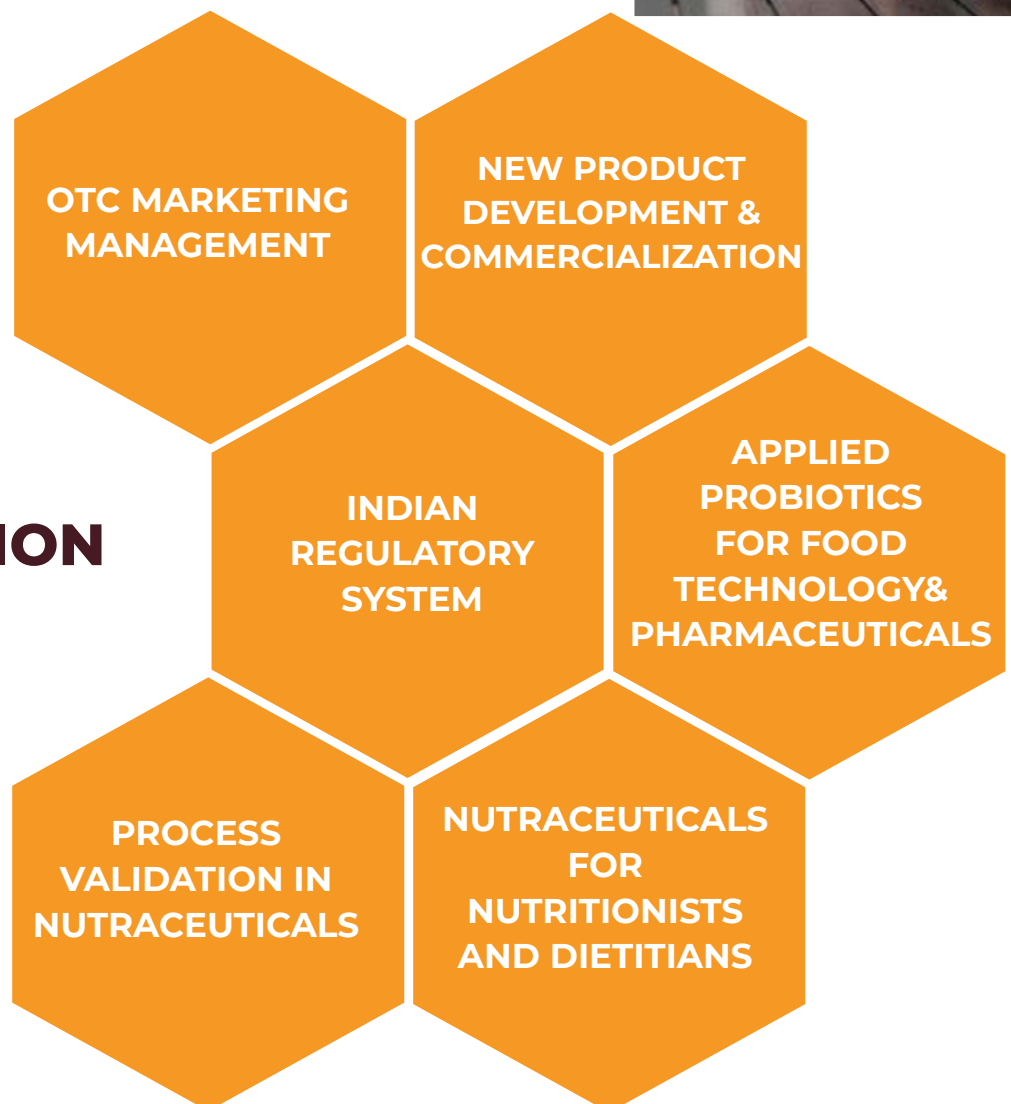 OTC MARKETING
MANAGEMENT
NEW PRODUCT
DEVELOPMENT &
COMMERCIALIZATION
INDIAN
REGULATORY
SYSTEM
APPLIED
PROBIOTICS
FOR FOOD
TECHNOLOGY&
PHARMACEUTICALS
PROCESS
VALIDATION IN
NUTRACEUTICALS
NUTRACEUTICALS
FOR
NUTRITIONISTS
AND DIETITIANS